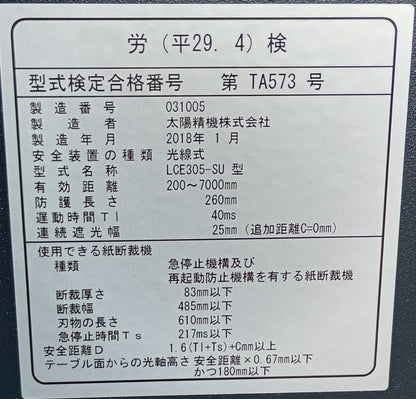 労（平29. 4）検
型式検定合格番号 第 TA573 号
製造番号 031005
製造者 太陽精機株式会社
製造年月 2018年 1月
安全装置の種類 光線式
型式名称 LCE305-SU 型
有効距離 200〜7000mm
防護長さ 260mm
遅動時間Tl 40ms
連続遮光幅 25mm（追加距離C=0mm）
使用できる紙断裁機
種類 急停止機構及び
再起動防止機構を有する紙断裁機
断裁厚さ 83mm以下
断裁幅 485mm以下
刃物の長さ 610mm以下
急停止時間Ts 217ms以下
安全距離D 1.6(Tl+Ts)+Cmm以上
テーブル面からの光軸高さ 安全距離×0.67mm以下
かつ180mm以下